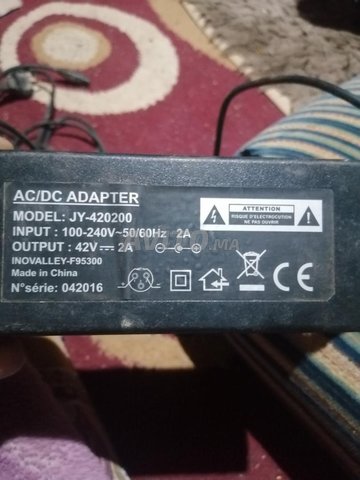 AC/DC ADAPTER
MODEL: JY-420200
INPUT : 100-240V~50/60Hz 2A
OUTPUT : 42V 2A
INOVALLEY-F95300
Made in China
N°série: 042016
ATTENTION
RISQUE D'ELECTROCUTION
NE PAS OUVRIR
CE